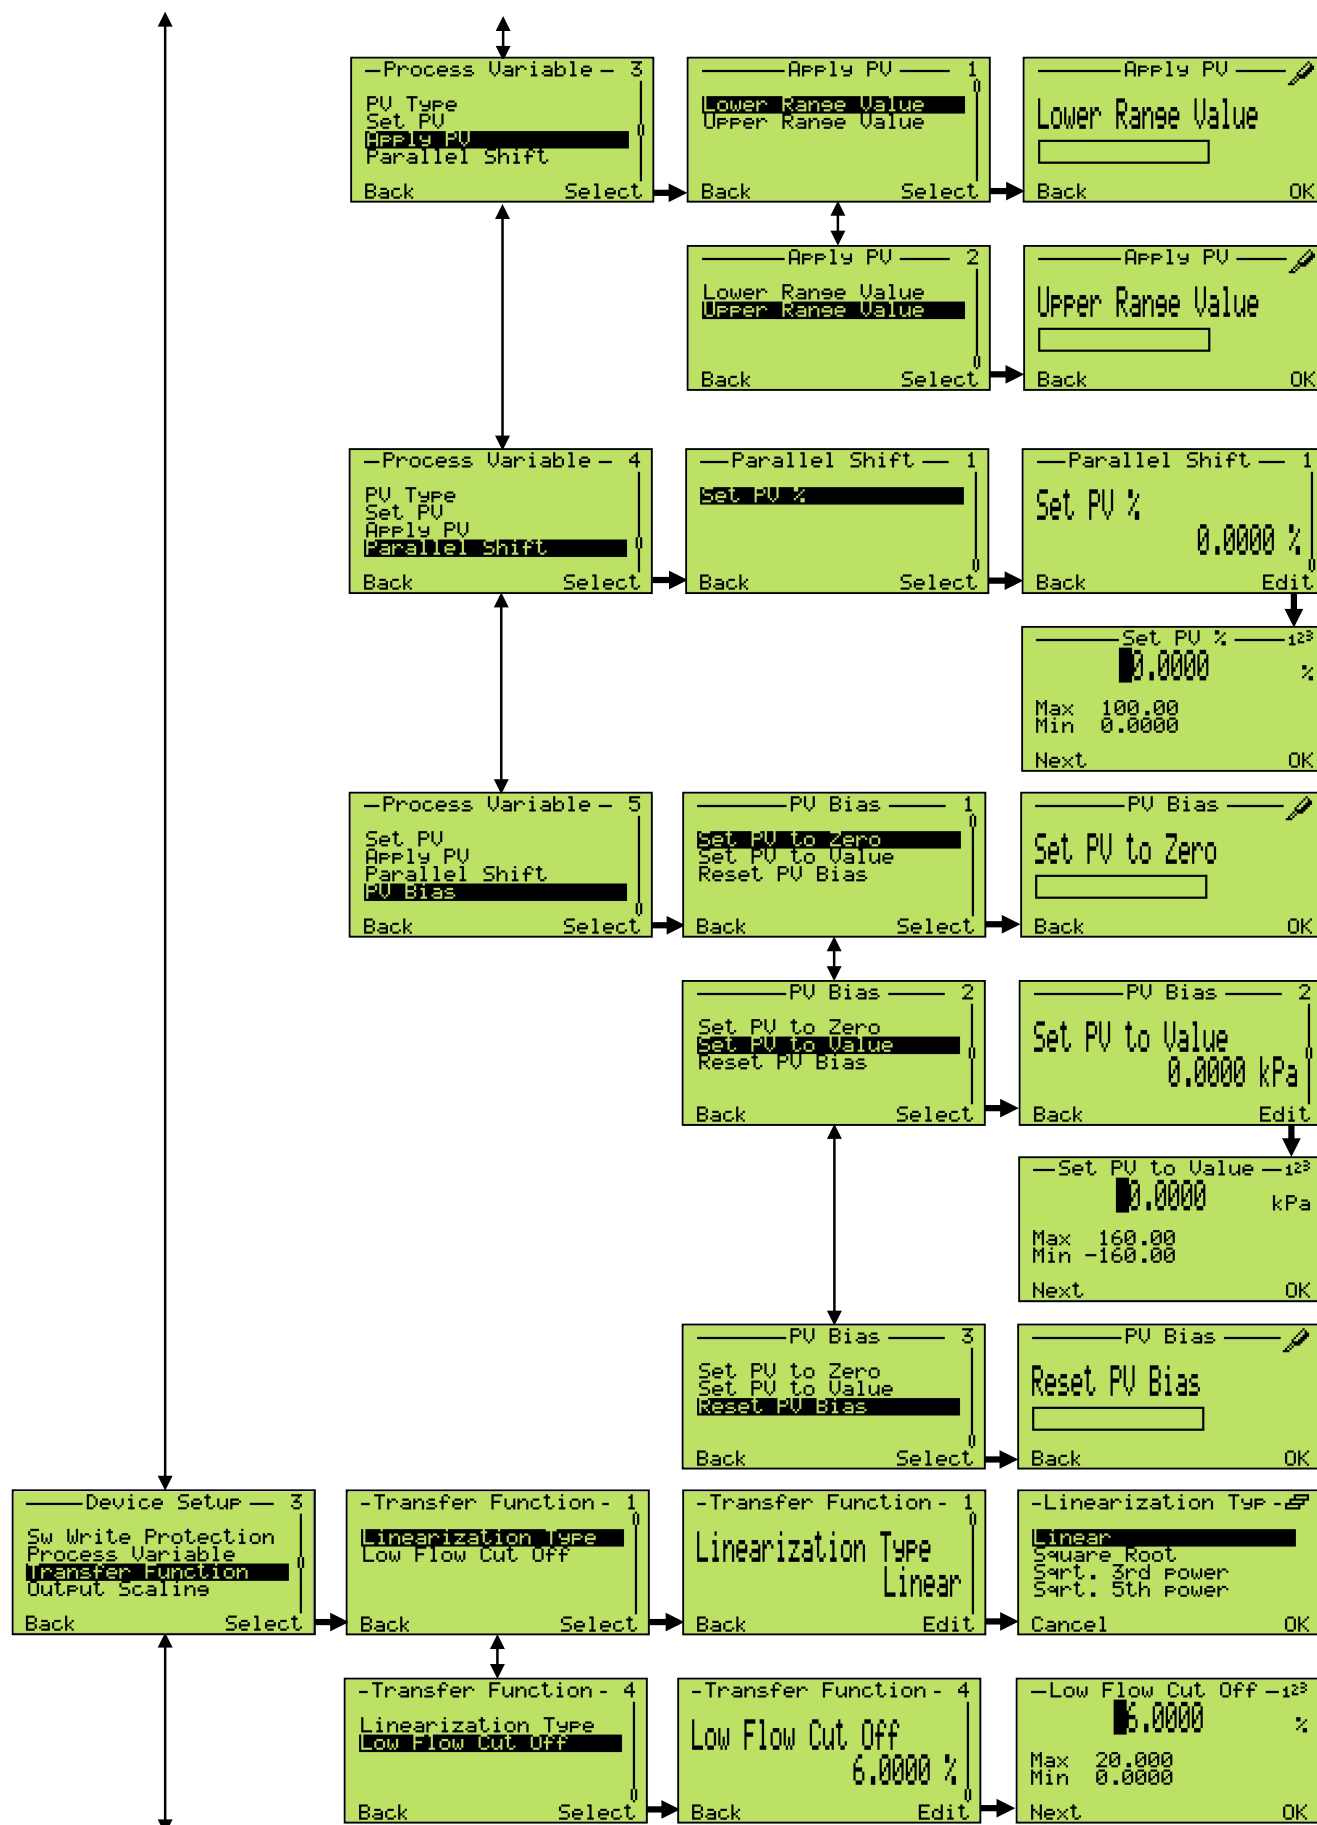 Process Variable 3
PV Type
Set PV
Apply PV
Parallel Shift
Back Select
Apply PV 1
Lower Range Value
Upper Range Value
Back Select
Apply PV
Lower Range Value
Back OK
Apply PV 2
Lower Range Value
Upper Range Value
Back Select
Apply PV
Upper Range Value
Back OK
Process Variable 4
PV Type
Set PV
Apply PV
Parallel Shift
Back Select
Parallel Shift 1
Set PV %
Back Select
Parallel Shift 1
Set PV %
0.0000 %
Back Edit
Set PV % 123
0.0000 %
Max 100.00
Min 0.0000
Next OK
Process Variable 5
Set PV
Apply PV
Parallel Shift
PV Bias
Back Select
PV Bias 1
Set PV to Zero
Set PV to Value
Reset PV Bias
Back Select
PV Bias
Set PV to Zero
Back OK
PV Bias 2
Set PV to Zero
Set PV to Value
Reset PV Bias
Back Select
PV Bias 2
Set PV to Value
0.0000 kPa
Back Edit
Set PV to Value 123
0.0000 kPa
Max 160.00
Min -160.00
Next OK
PV Bias 3
Set PV to Zero
Set PV to Value
Reset PV Bias
Back Select
PV Bias
Reset PV Bias
Back OK
Device Setup 3
Sw Write Protection
Process Variable
Transfer Function
Output Scaling
Back Select
-Transfer Function- 1
Linearization Type
Low Flow Cut Off
Back Select
-Transfer Function- 1
Linearization Type
Linear
Back Edit
-Linearization Typ-
Linear
Square Root
Sqrt. 3rd power
Sqrt. 5th power
Cancel OK
-Transfer Function- 4
Linearization Type
Low Flow Cut Off
Back Select
-Transfer Function- 4
Low Flow Cut Off
6.0000 %
Back Edit
Low Flow Cut Off 123
6.0000 %
Max 20.000
Min 0.0000
Next OK